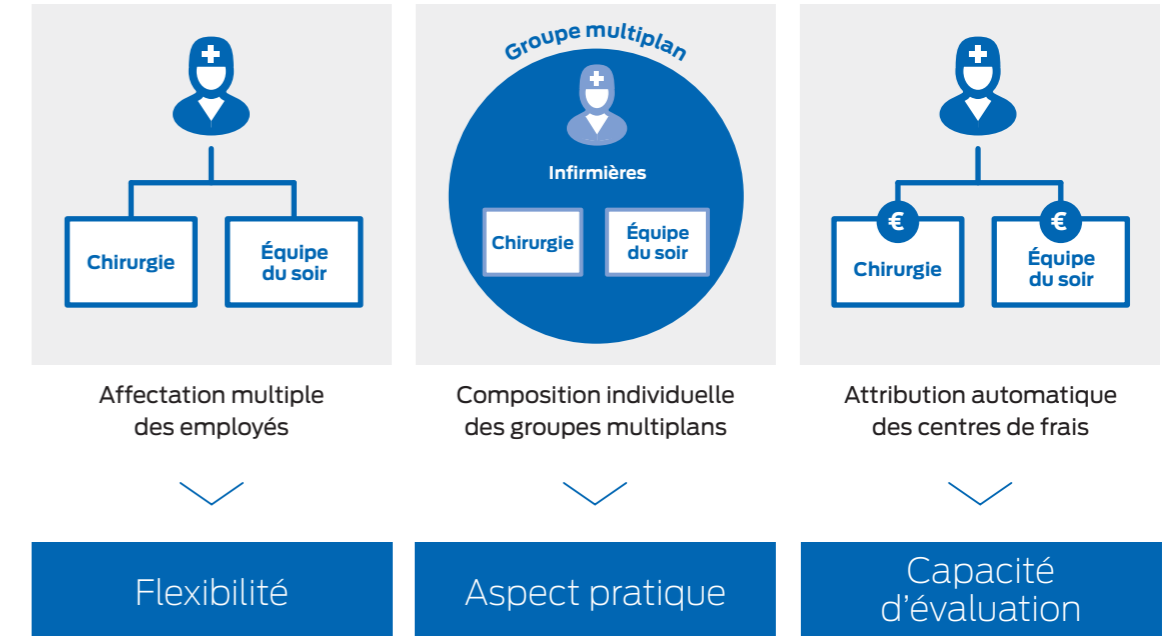 Chirurgie
Équipe
du soir
Affectation multiple
des employés
Flexibilité
Groupe multiplan
Infirmières
Chirurgie
Équipe
du soir
Composition individuelle
des groupes multiplans
Aspect pratique
€
€
Chirurgie
Équipe
du soir
Attribution automatique
des centres de frais
Capacité
d'évaluation